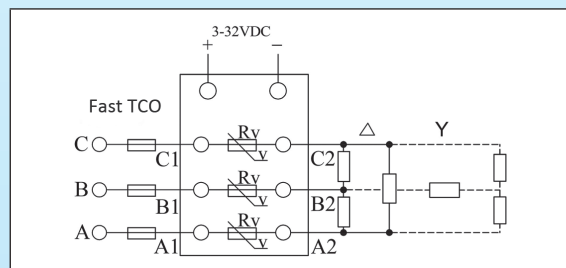 3-32VDC
+ −
Fast TCO
Rv
△ Y
C C1 v C2
Rv
B B1 v B2
Rv
A A1 v A2